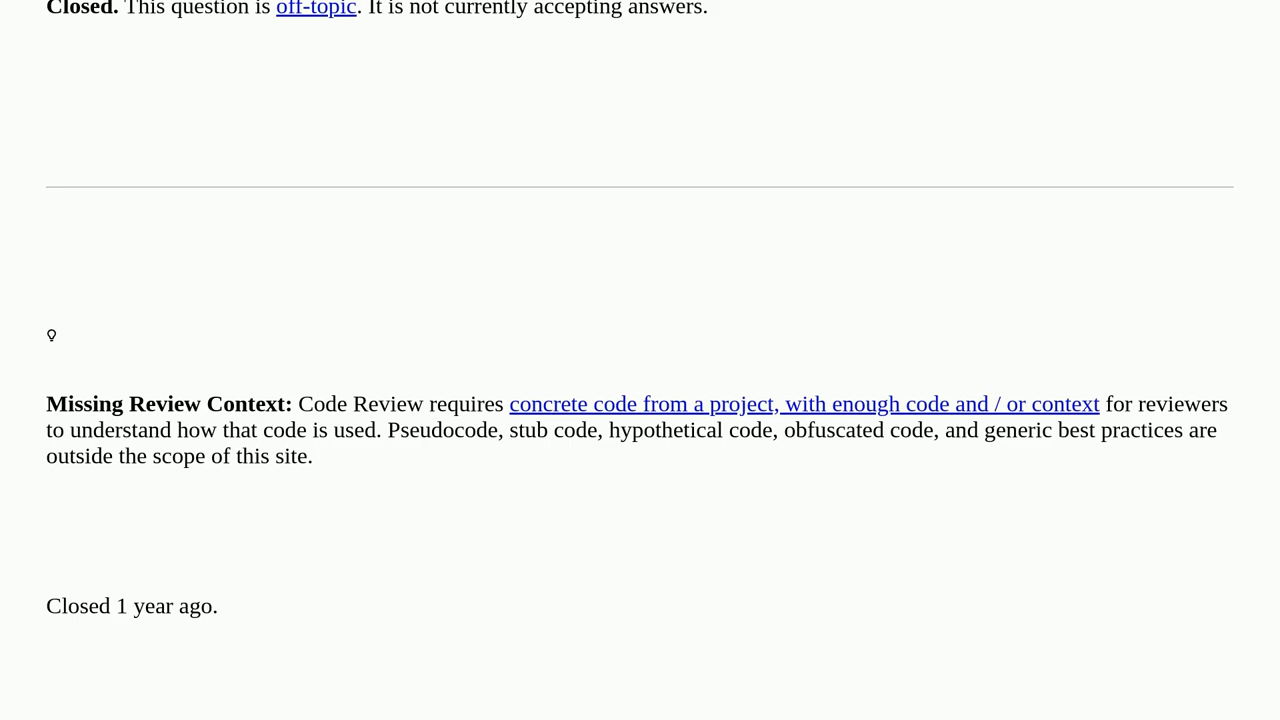 Closed. This question is off-topic. It is not currently accepting answers.
Missing Review Context: Code Review requires concrete code from a project, with enough code and / or context for reviewers
to understand how that code is used. Pseudocode, stub code, hypothetical code, obfuscated code, and generic best practices are
outside the scope of this site.
Closed 1 year ago.